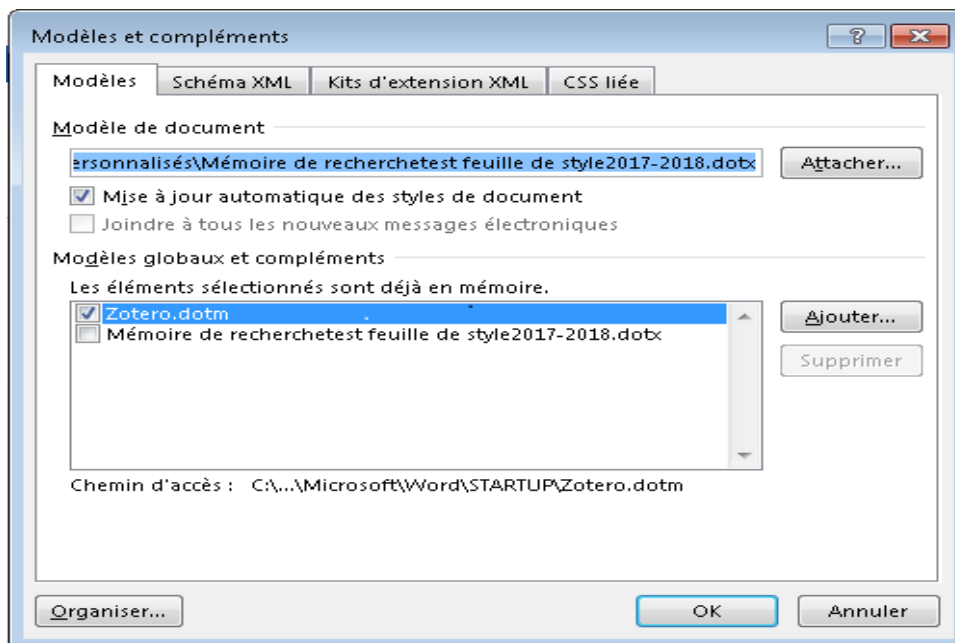 Modèles et compléments
Modèles
Schéma XML
Kits d'extension XML
CSS liée
Modèle de document
ersonnalisés\Mémoire de recherchetest feuille de style2017-2018.dotx
Attacher...
Mise à jour automatique des styles de document
Joindre à tous les nouveaux messages électroniques
Modèles globaux et compléments
Les éléments sélectionnés sont déjà en mémoire.
Zotero.dotm
Ajouter...
Mémoire de recherchetest feuille de style2017-2018.dotx
Supprimer
Chemin d'accès : C:\...\Microsoft\Word\STARTUP\Zotero.dotm
Organiser...
OK
Annuler